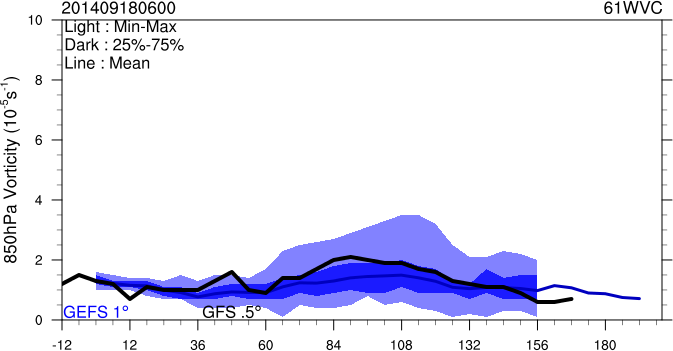 201409180600 61WVC
Light : Min-Max
Dark : 25%-75%
Line : Mean
850hPa Vorticity (10⁻⁵s⁻¹)
10
8
6
4
2
0
GEFS 1° GFS .5°
-12 12 36 60 84 108 132 156 180